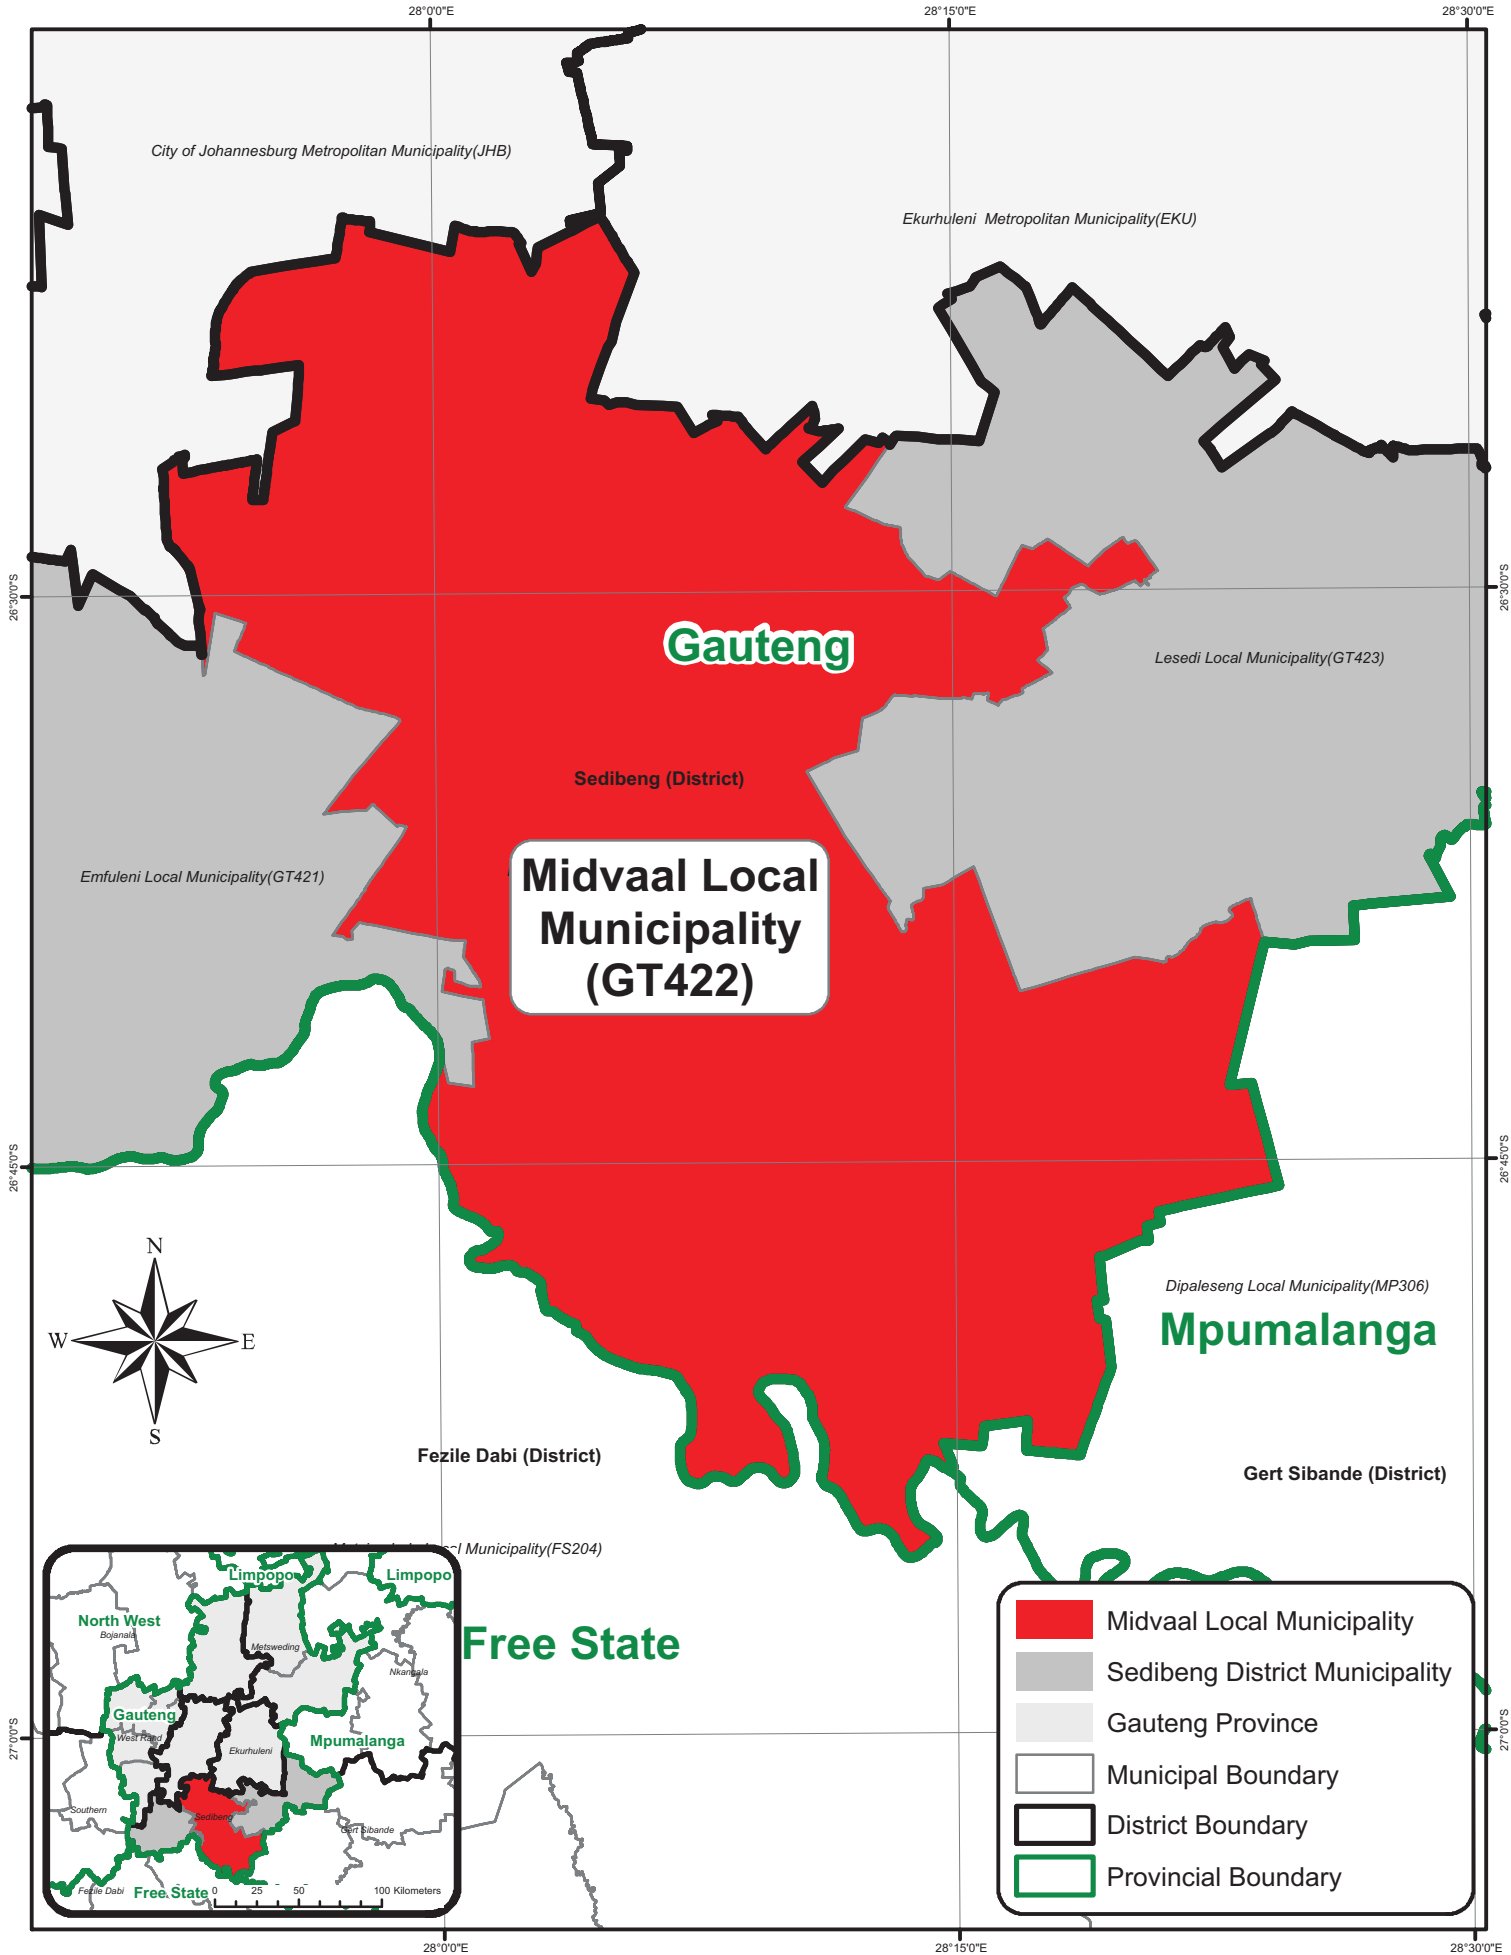 28°0'0"E
28°15'0"E
28°30'0"E
City of Johannesburg Metropolitan Municipality(JHB)
Ekurhuleni Metropolitan Municipality(EKU)
26°30'0"S
26°30'0"S
Gauteng
Lesedi Local Municipality(GT423)
Sedibeng (District)
Emfuleni Local Municipality(GT421)
Midvaal Local
Municipality
(GT422)
26°45'0"S
26°45'0"S
N
W
E
S
Dipaleseng Local Municipality(MP306)
Mpumalanga
Fezile Dabi (District)
Gert Sibande (District)
Municipality(FS204)
Free State
Limpopo
Limpopo
North West
Bojanala
Metsweding
Nkangala
Gauteng
West Rand
Ekurhuleni
Mpumalanga
Southern
Sedibeng
Gert Sibande
Fezile Dabi
Free State
0 25 50 100 Kilometers
Midvaal Local Municipality
Sedibeng District Municipality
Gauteng Province
Municipal Boundary
District Boundary
Provincial Boundary
27°0'0"S
27°0'0"S
28°0'0"E
28°15'0"E
28°30'0"E